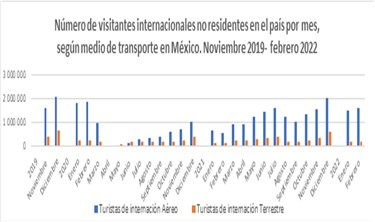 Número de visitantes internacionales no residentes en el país por mes,
según medio de transporte en México. Noviembre 2019- febrero 2022
3 000 000
2 000 000
1 000 000
0
2019
Noviembre
Diciembre
2020
Enero
Febrero
Marzo
Abril
Mayo
Junio
Julio
Agosto
Septiembre
Octubre
Noviembre
Diciembre
2021
Enero
Febrero
Marzo
Abril
Mayo
Junio
Julio
Agosto
Septiembre
Octubre
Noviembre
Diciembre
2022
Enero
Febrero
Turistas de internación Aéreo
Turistas de internación Terrestre